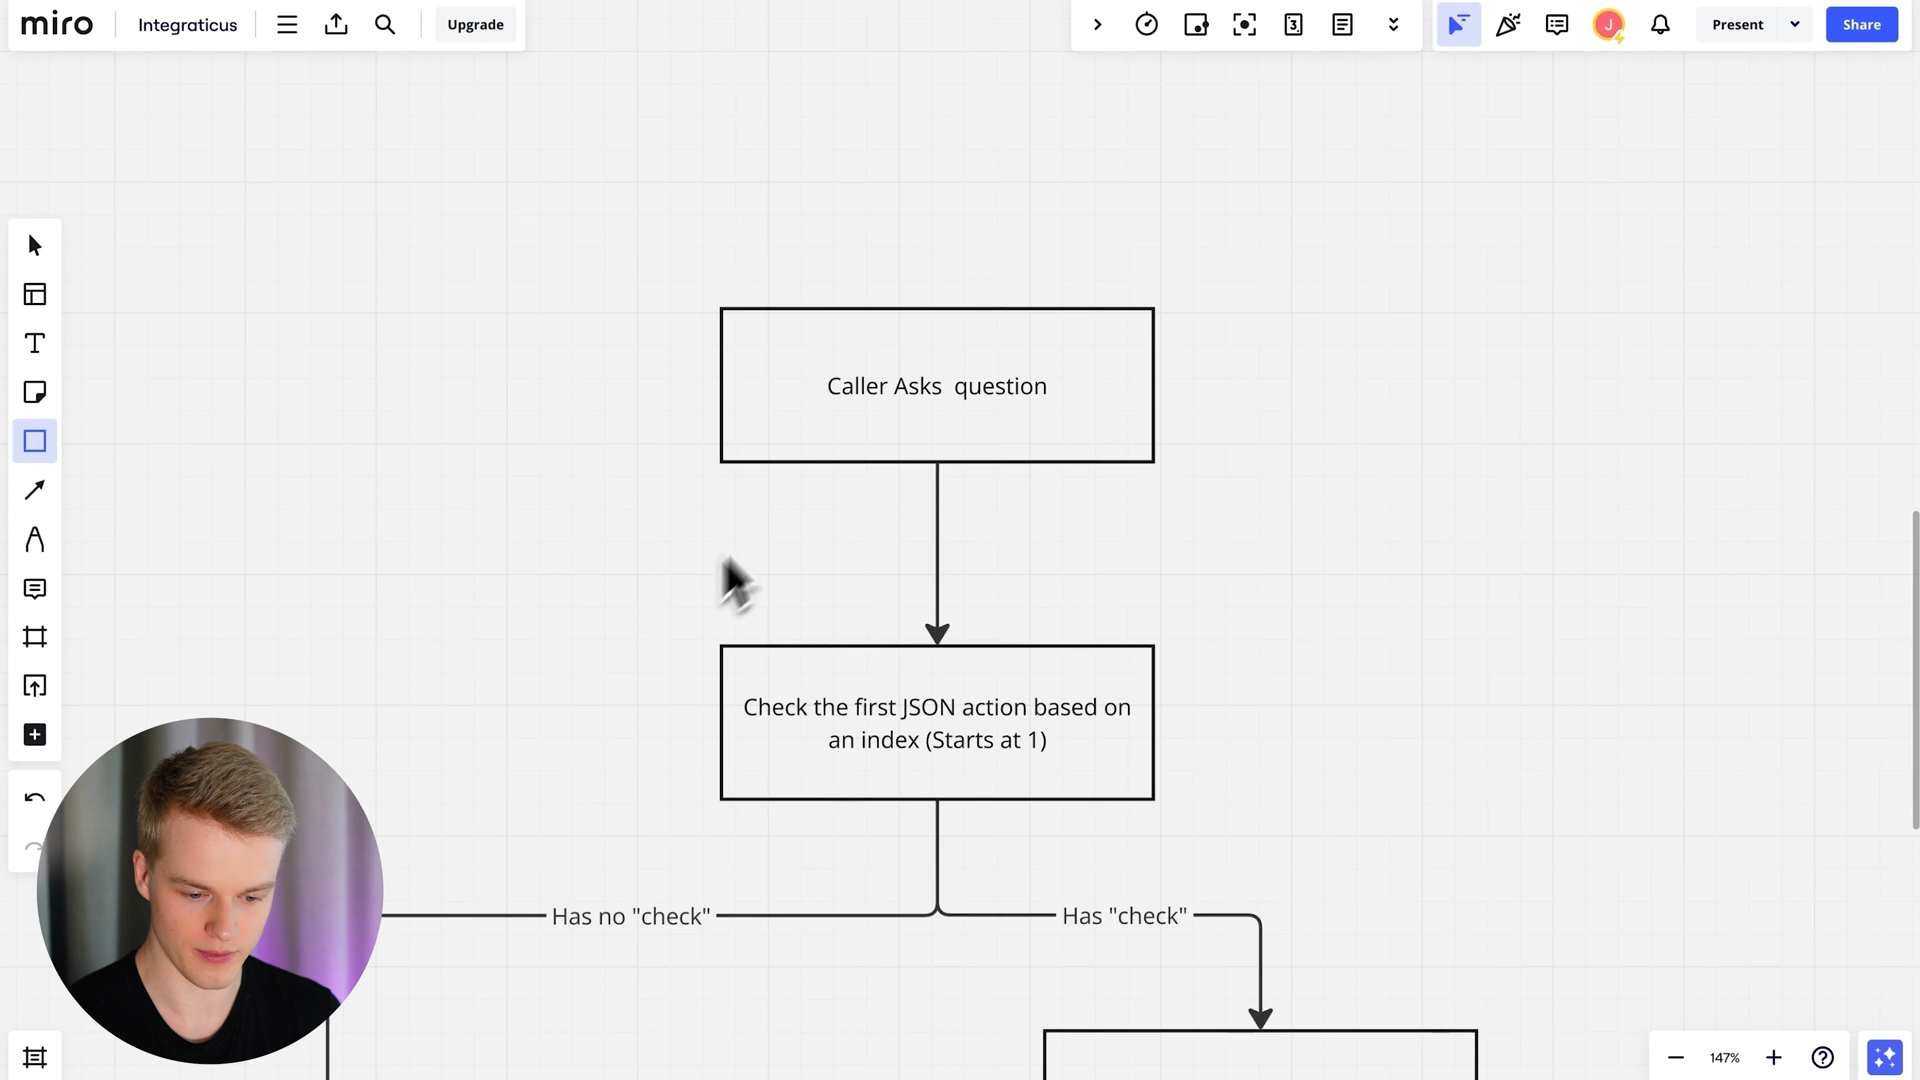 miro
Integraticus
Upgrade
3
J
Present
Share
Caller Asks  question
Check the first JSON action based on
an index (Starts at 1)
Has no "check"
Has "check"
147%